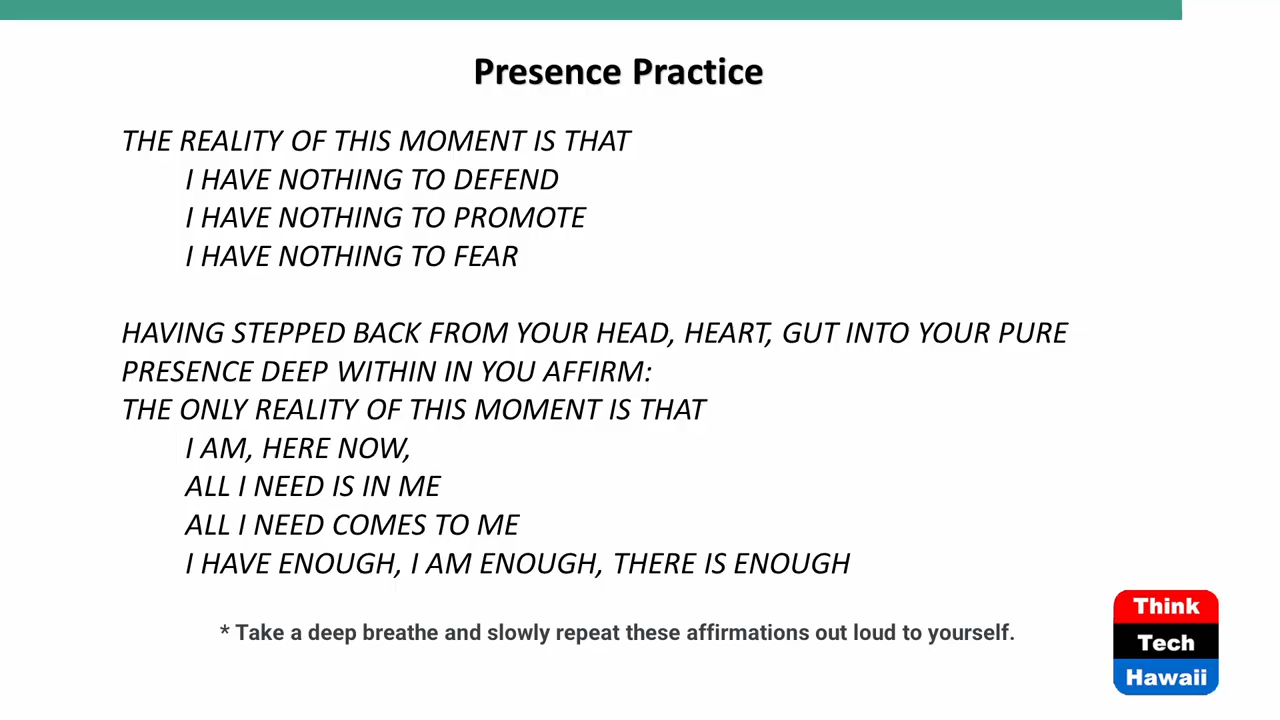 Presence Practice
THE REALITY OF THIS MOMENT IS THAT
I HAVE NOTHING TO DEFEND
I HAVE NOTHING TO PROMOTE
I HAVE NOTHING TO FEAR
HAVING STEPPED BACK FROM YOUR HEAD, HEART, GUT INTO YOUR PURE
PRESENCE DEEP WITHIN IN YOU AFFIRM:
THE ONLY REALITY OF THIS MOMENT IS THAT
I AM, HERE NOW,
ALL I NEED IS IN ME
ALL I NEED COMES TO ME
I HAVE ENOUGH, I AM ENOUGH, THERE IS ENOUGH
* Take a deep breathe and slowly repeat these affirmations out loud to yourself.
Think
Tech
Hawaii